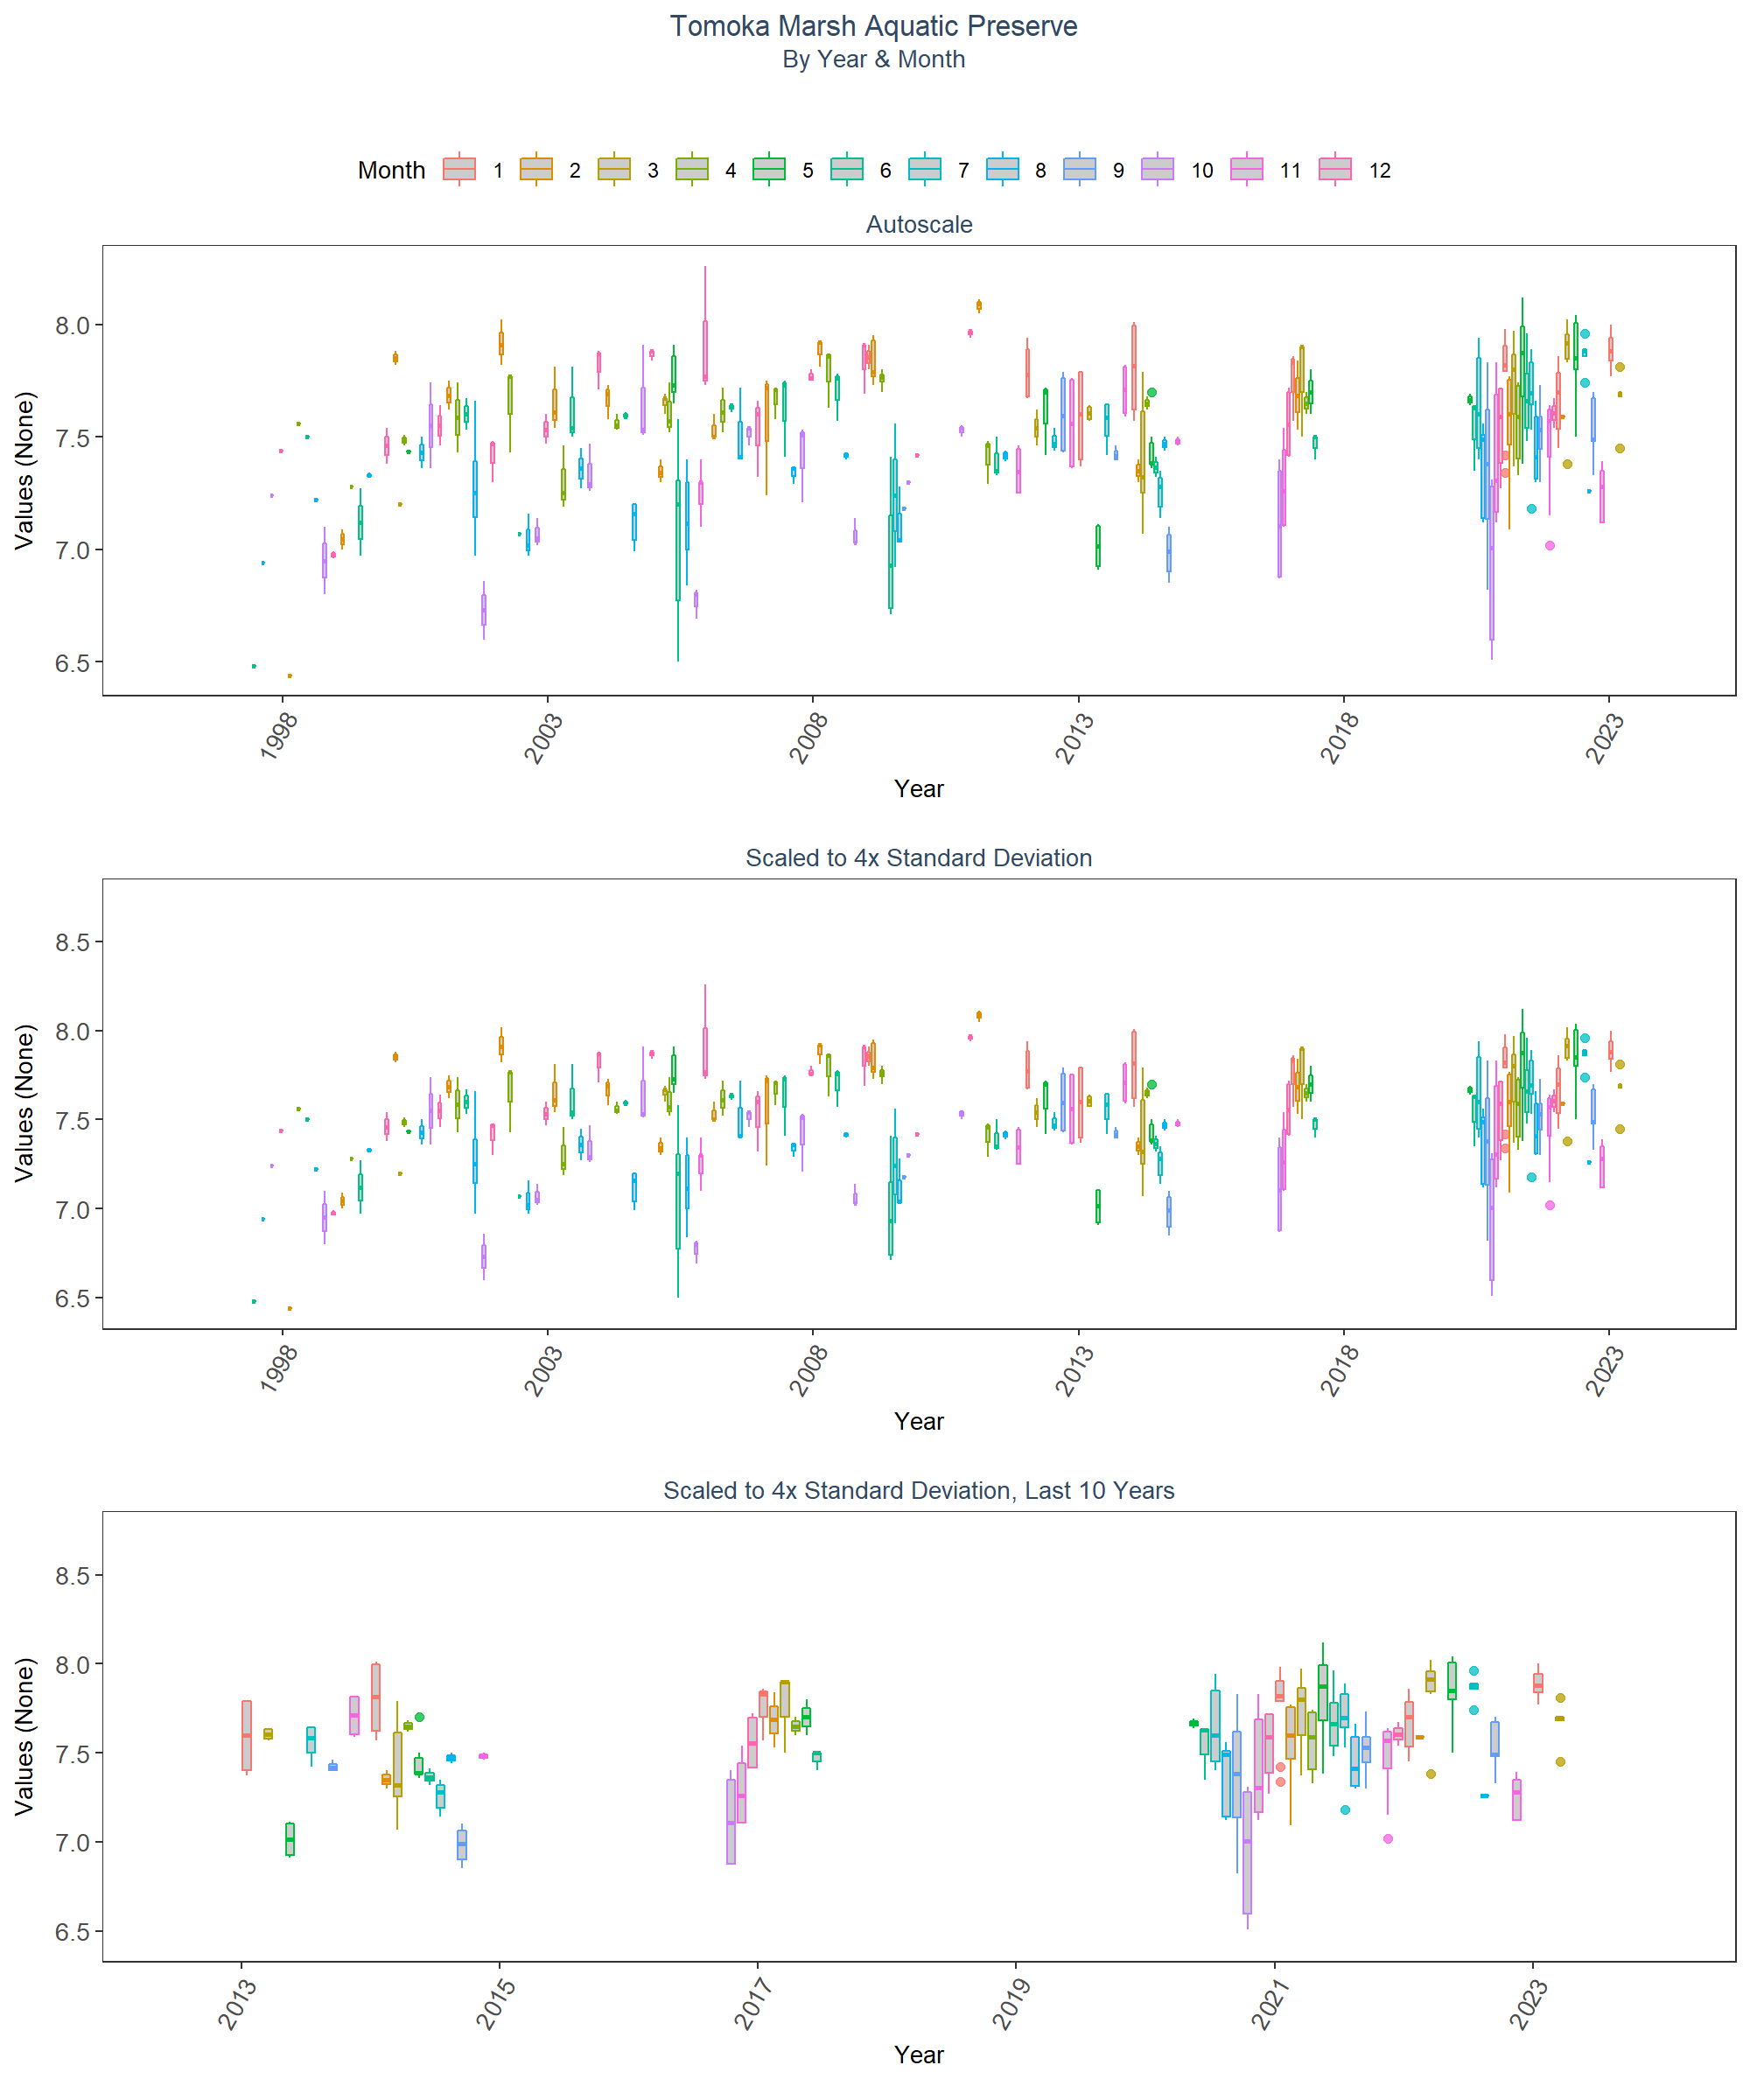 Tomoka Marsh Aquatic Preserve
By Year & Month
Month 1 2 3 4 5 6 7 8 9 10 11 12
Autoscale
Values (None)
8.0
7.5
7.0
6.5
1998 2003 2008 2013 2018 2023
Year
Scaled to 4x Standard Deviation
Values (None)
8.5
8.0
7.5
7.0
6.5
1998 2003 2008 2013 2018 2023
Year
Scaled to 4x Standard Deviation, Last 10 Years
Values (None)
8.5
8.0
7.5
7.0
6.5
2013 2015 2017 2019 2021 2023
Year